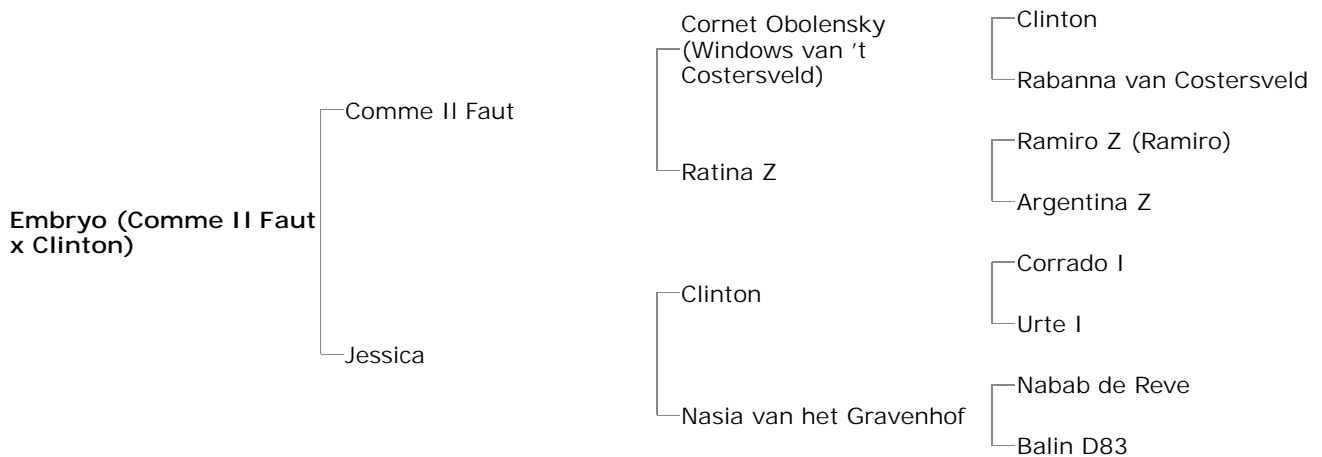 Embryo (Comme Il Faut
x Clinton)
Comme Il Faut
Jessica
Cornet Obolensky
(Windows van 't
Costersveld)
Ratina Z
Clinton
Nasia van het Gravenhof
Clinton
Rabanna van Costersveld
Ramiro Z (Ramiro)
Argentina Z
Corrado I
Urte I
Nabab de Reve
Balin D83